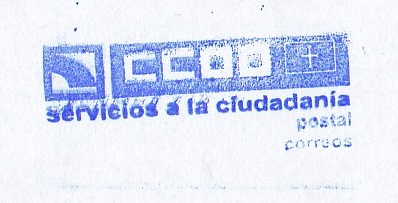 CCOO
servicios a la ciudadanía
postal
correos